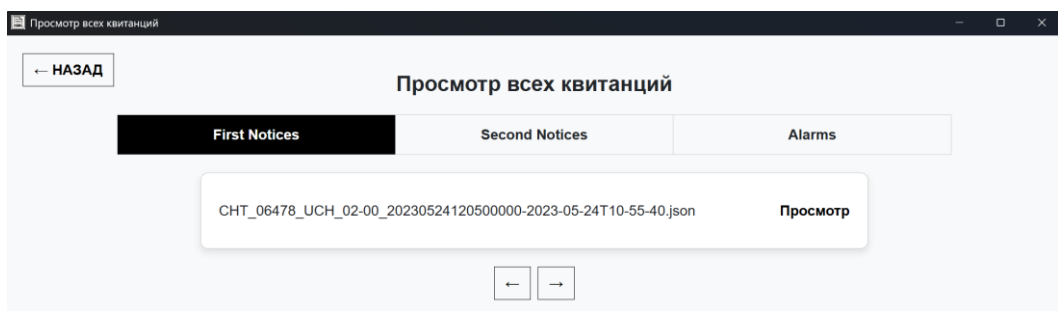 Просмотр всех квитанций
← НАЗАД
Просмотр всех квитанций
First Notices Second Notices Alarms
CHT_06478_UCH_02-00_20230524120500000-2023-05-24T10-55-40.json Просмотр
← →